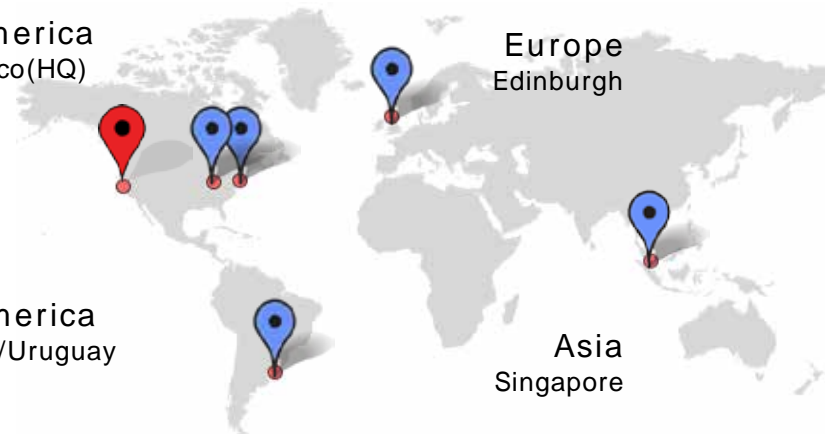 merica
co(HQ)
Europe
Edinburgh
merica
/Uruguay
Asia
Singapore